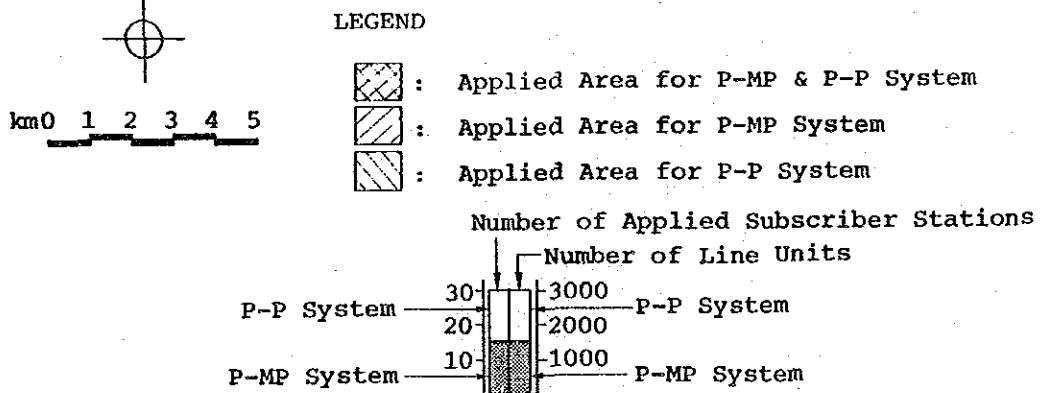 LEGEND
: Applied Area for P-MP & P-P System
km0 1 2 3 4 5
: Applied Area for P-MP System
: Applied Area for P-P System
Number of Applied Subscriber Stations
Number of Line Units
30 3000
P-P System P-P System
20 2000
10 1000
P-MP System P-MP System